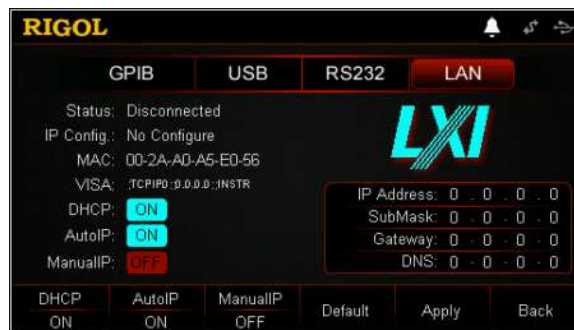 RIGOL
GPIB USB RS232 LAN
Status: Disconnected
IP Config.: No Configure
MAC: 00-2A-A0-A5-E0-56
VISA: :TCPIP0::0.0.0.0::INSTR
DHCP: ON
AutoIP: ON
ManualIP: OFF
LXI
IP Address: 0 . 0 . 0 . 0
SubMask: 0 . 0 . 0 . 0
Gateway: 0 . 0 . 0 . 0
DNS: 0 . 0 . 0 . 0
DHCP AutoIP ManualIP Default Apply Back
ON ON OFF